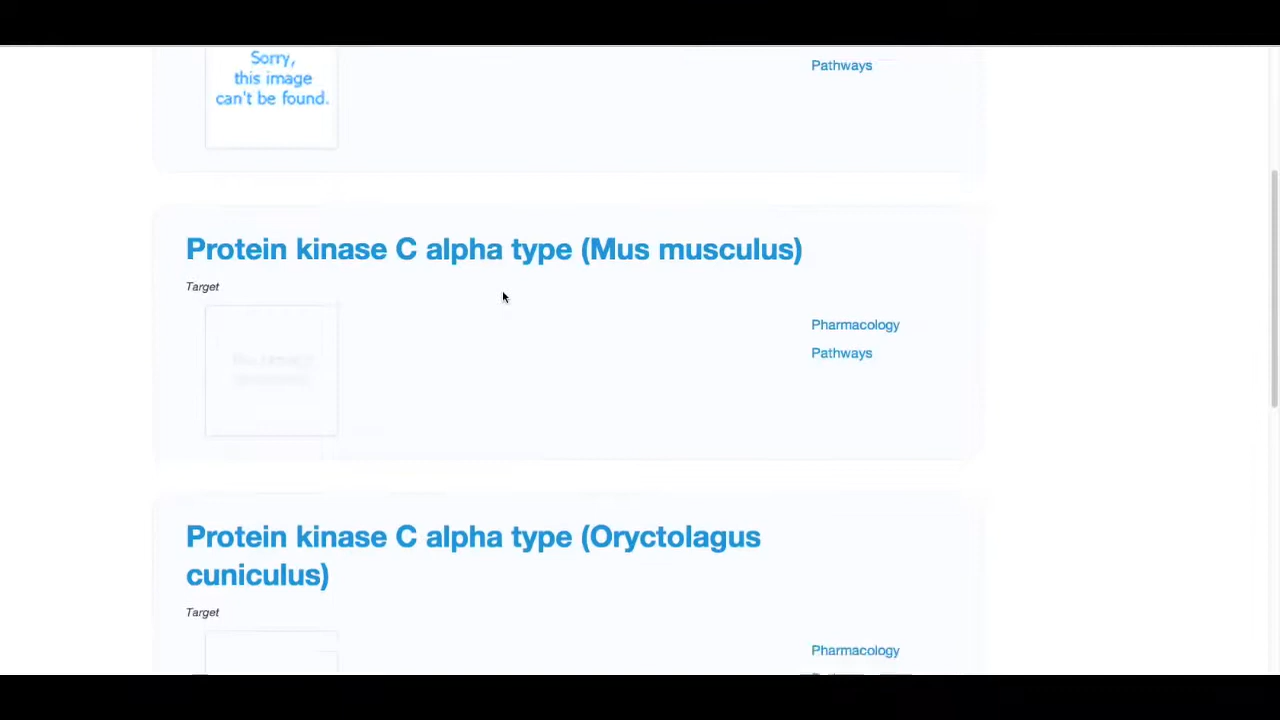 Sorry,
this image
can't be found.
Pathways
Protein kinase C alpha type (Mus musculus)
Target
Pharmacology
Pathways
Protein kinase C alpha type (Oryctolagus
cuniculus)
Target
Pharmacology